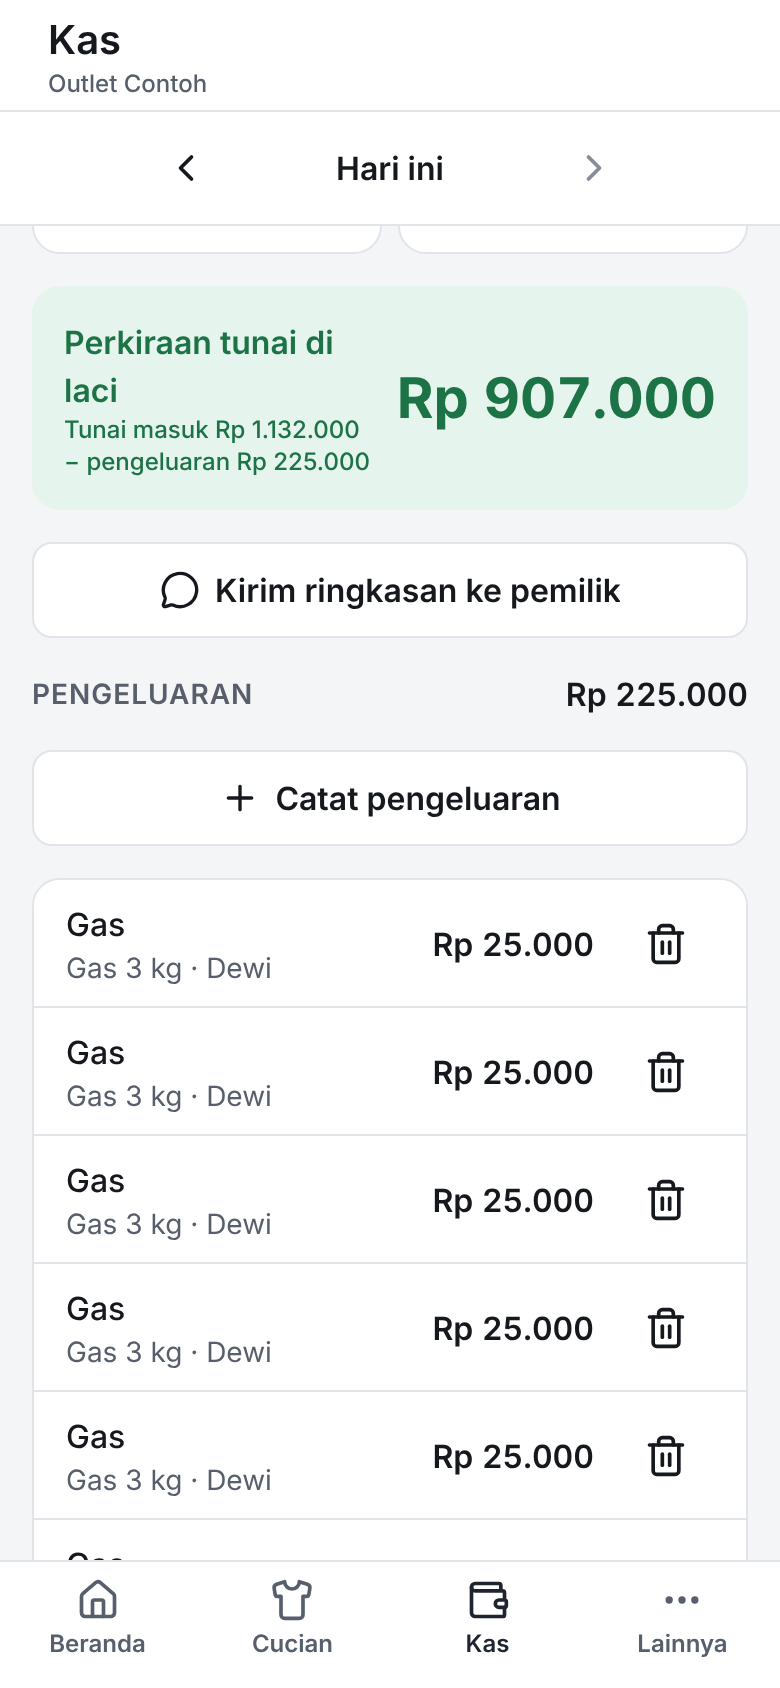 Kas
Outlet Contoh
Hari ini
Perkiraan tunai di
laci
Tunai masuk Rp 1.132.000
– pengeluaran Rp 225.000
Rp 907.000
Kirim ringkasan ke pemilik
PENGELUARAN
Rp 225.000
Catat pengeluaran
Gas
Gas 3 kg · Dewi
Rp 25.000
Gas
Gas 3 kg · Dewi
Rp 25.000
Gas
Gas 3 kg · Dewi
Rp 25.000
Gas
Gas 3 kg · Dewi
Rp 25.000
Gas
Gas 3 kg · Dewi
Rp 25.000
Beranda
Cucian
Kas
Lainnya